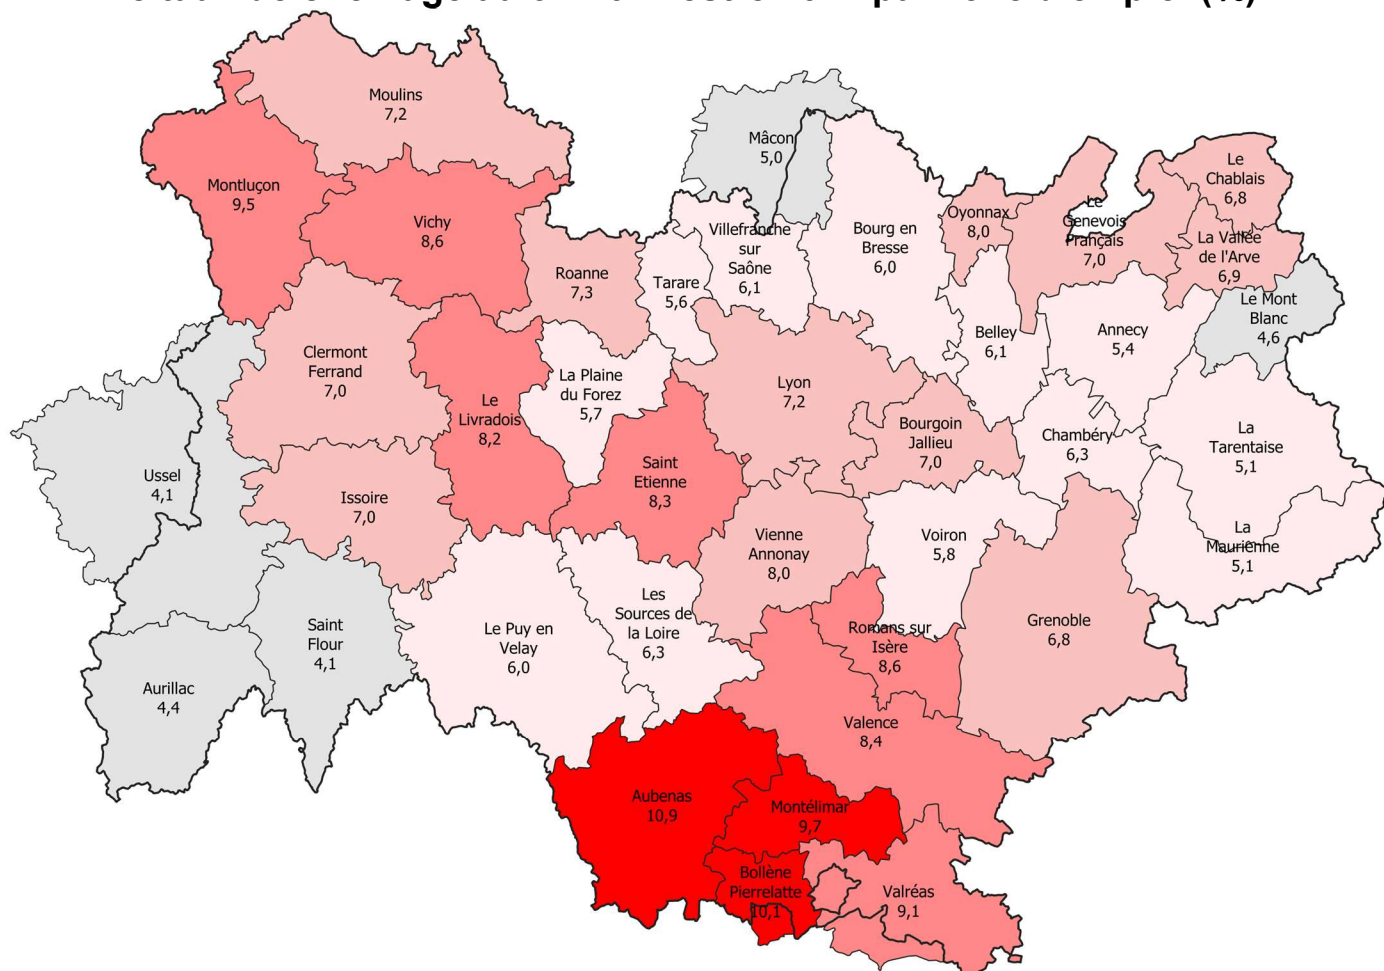 Moulins
7,2
Montluçon
9,5
Vichy
8,6
Mâcon
5,0
Le
Chablais
6,8
Oyonnax
8,0
Le
Genevois
Français
7,0
La Vallée
de l'Arve
6,9
Villefranche
sur
Saône
6,1
Bourg en
Bresse
6,0
Roanne
7,3
Tarare
5,6
Le Mont
Blanc
4,6
Belley
6,1
Annecy
5,4
Clermont
Ferrand
7,0
La Plaine
du Forez
5,7
Lyon
7,2
Le
Livradois
8,2
Bourgoin
Jallieu
7,0
Chambéry
6,3
La
Tarentaise
5,1
Ussel
4,1
Saint
Etienne
8,3
Issoire
7,0
Vienne
Annonay
8,0
Voiron
5,8
La
Maurienne
5,1
Les
Sources de
la Loire
6,3
Saint
Flour
4,1
Le Puy en
Velay
6,0
Romans sur
Isère
8,6
Grenoble
6,8
Aurillac
4,4
Valence
8,4
Aubenas
10,9
Montélimar
9,7
Bollène
Pierrelatte
10,1
Valréas
9,1